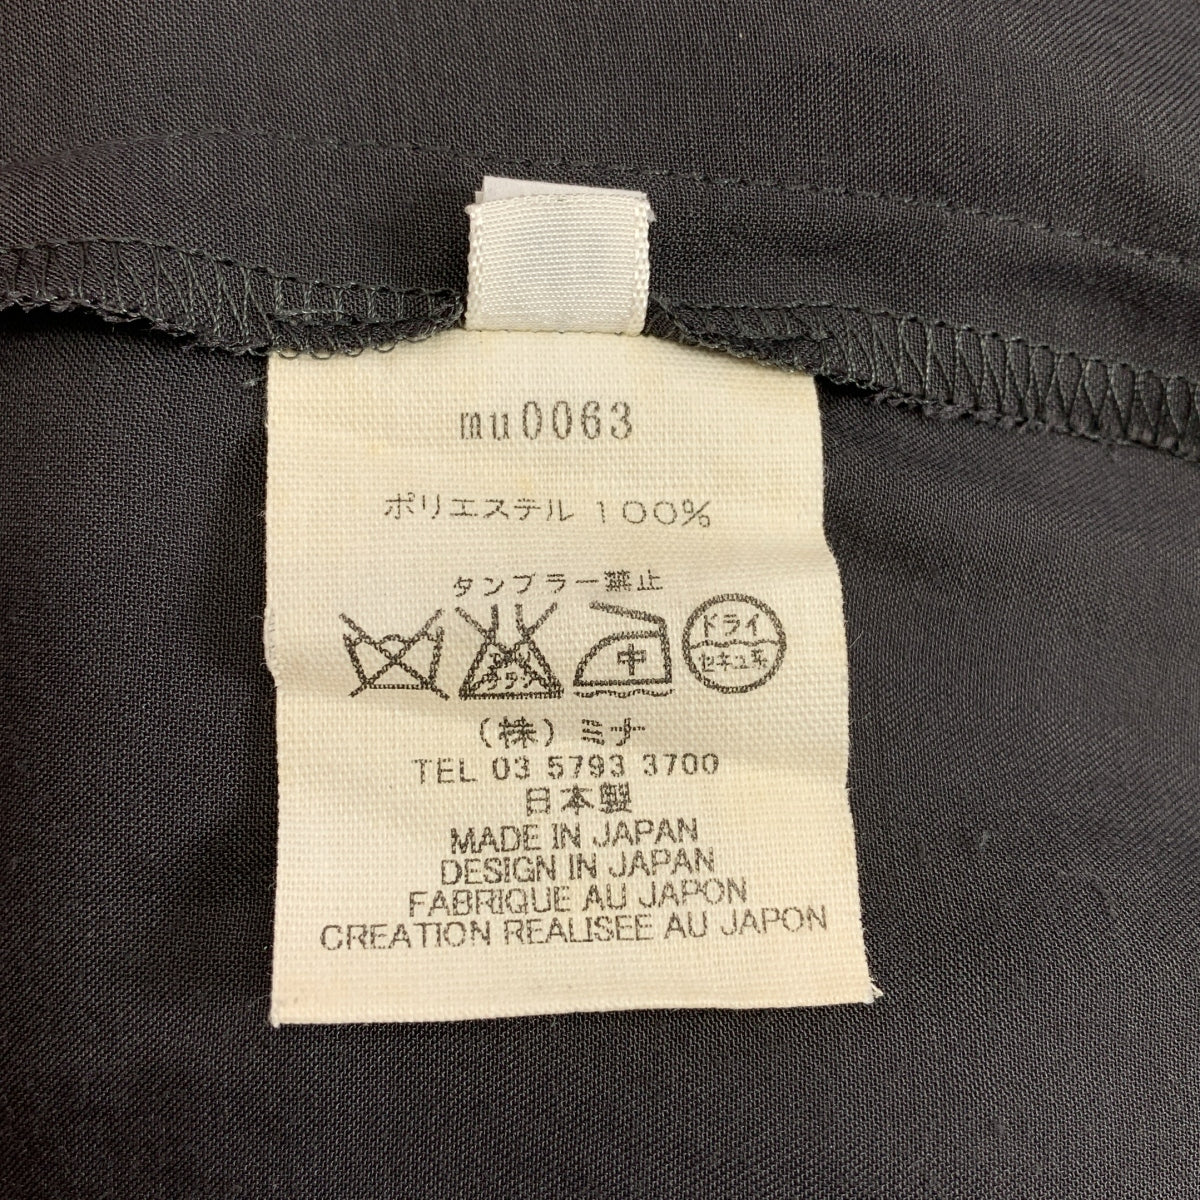 mu0063
ポリエステル 100%
タンブラー禁止
中
ドライ
セキユ系
(株)ミナ
TEL 03 5793 3700
日本製
MADE IN JAPAN
DESIGN IN JAPAN
FABRIQUE AU JAPON
CREATION REALISEE AU JAPON